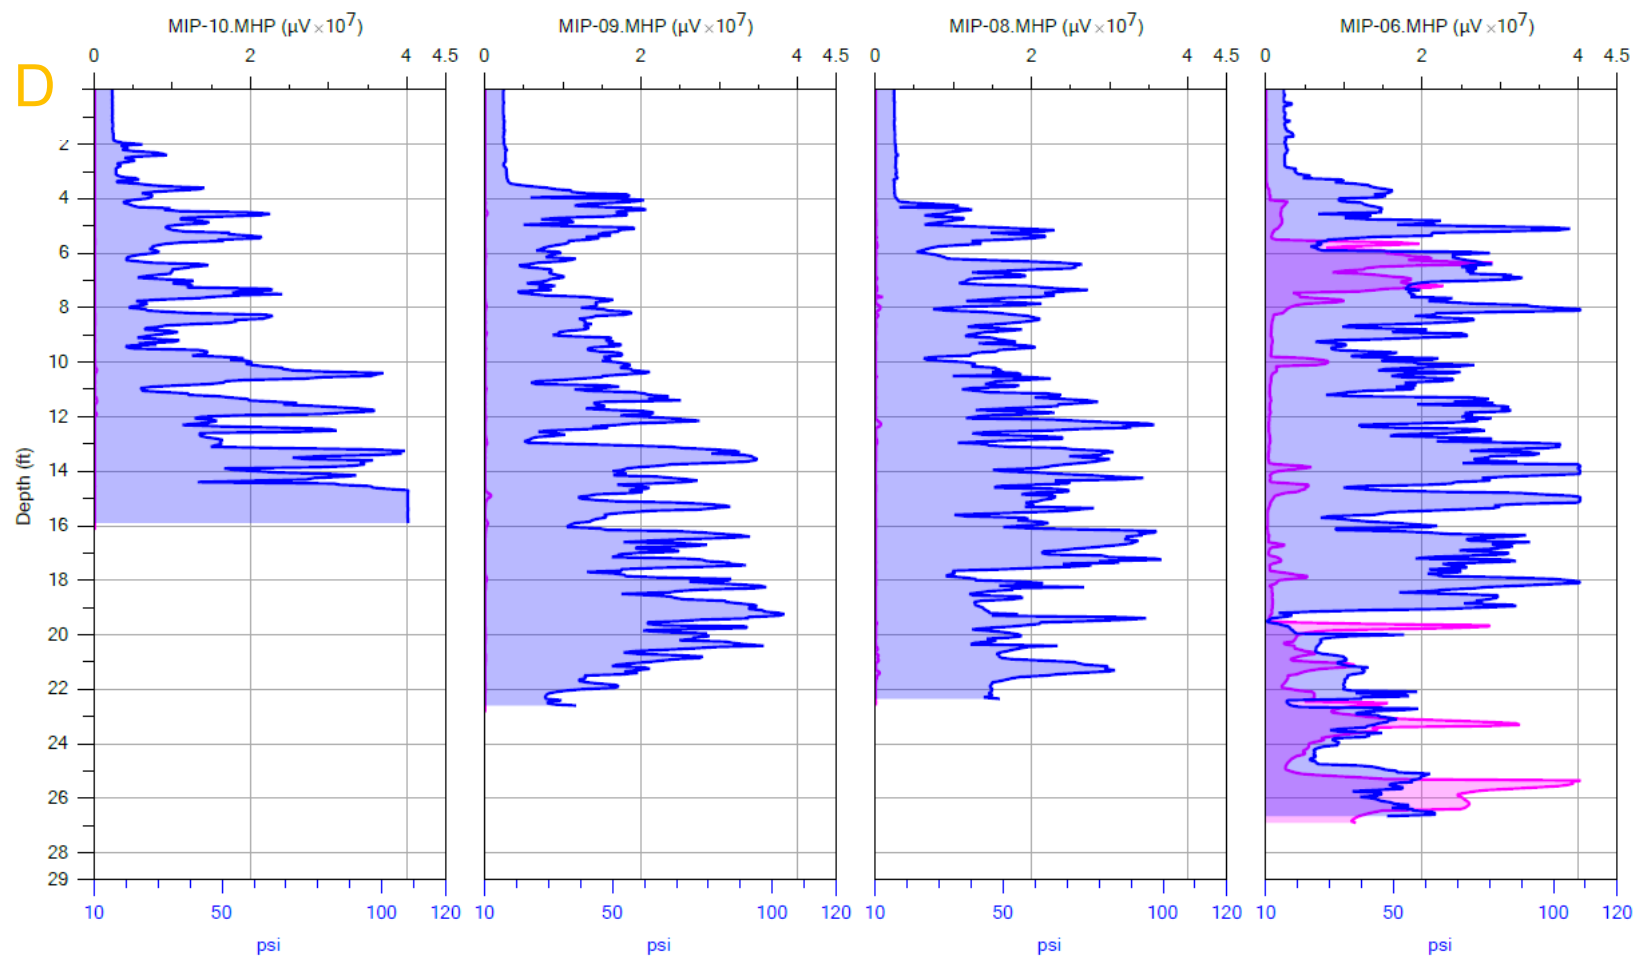 MIP-10.MHP (µV×10⁷) MIP-09.MHP (µV×10⁷) MIP-08.MHP (µV×10⁷) MIP-06.MHP (µV×10⁷)
0 2 4 4.5 0 2 4 4.5 0 2 4 4.5 0 2 4 4.5
D
2
4
6
8
10
12
14
Depth (ft)
16
18
20
22
24
26
28
29
10 50 100 120 10 50 100 120 10 50 100 120 10 50 100 120
psi psi psi psi